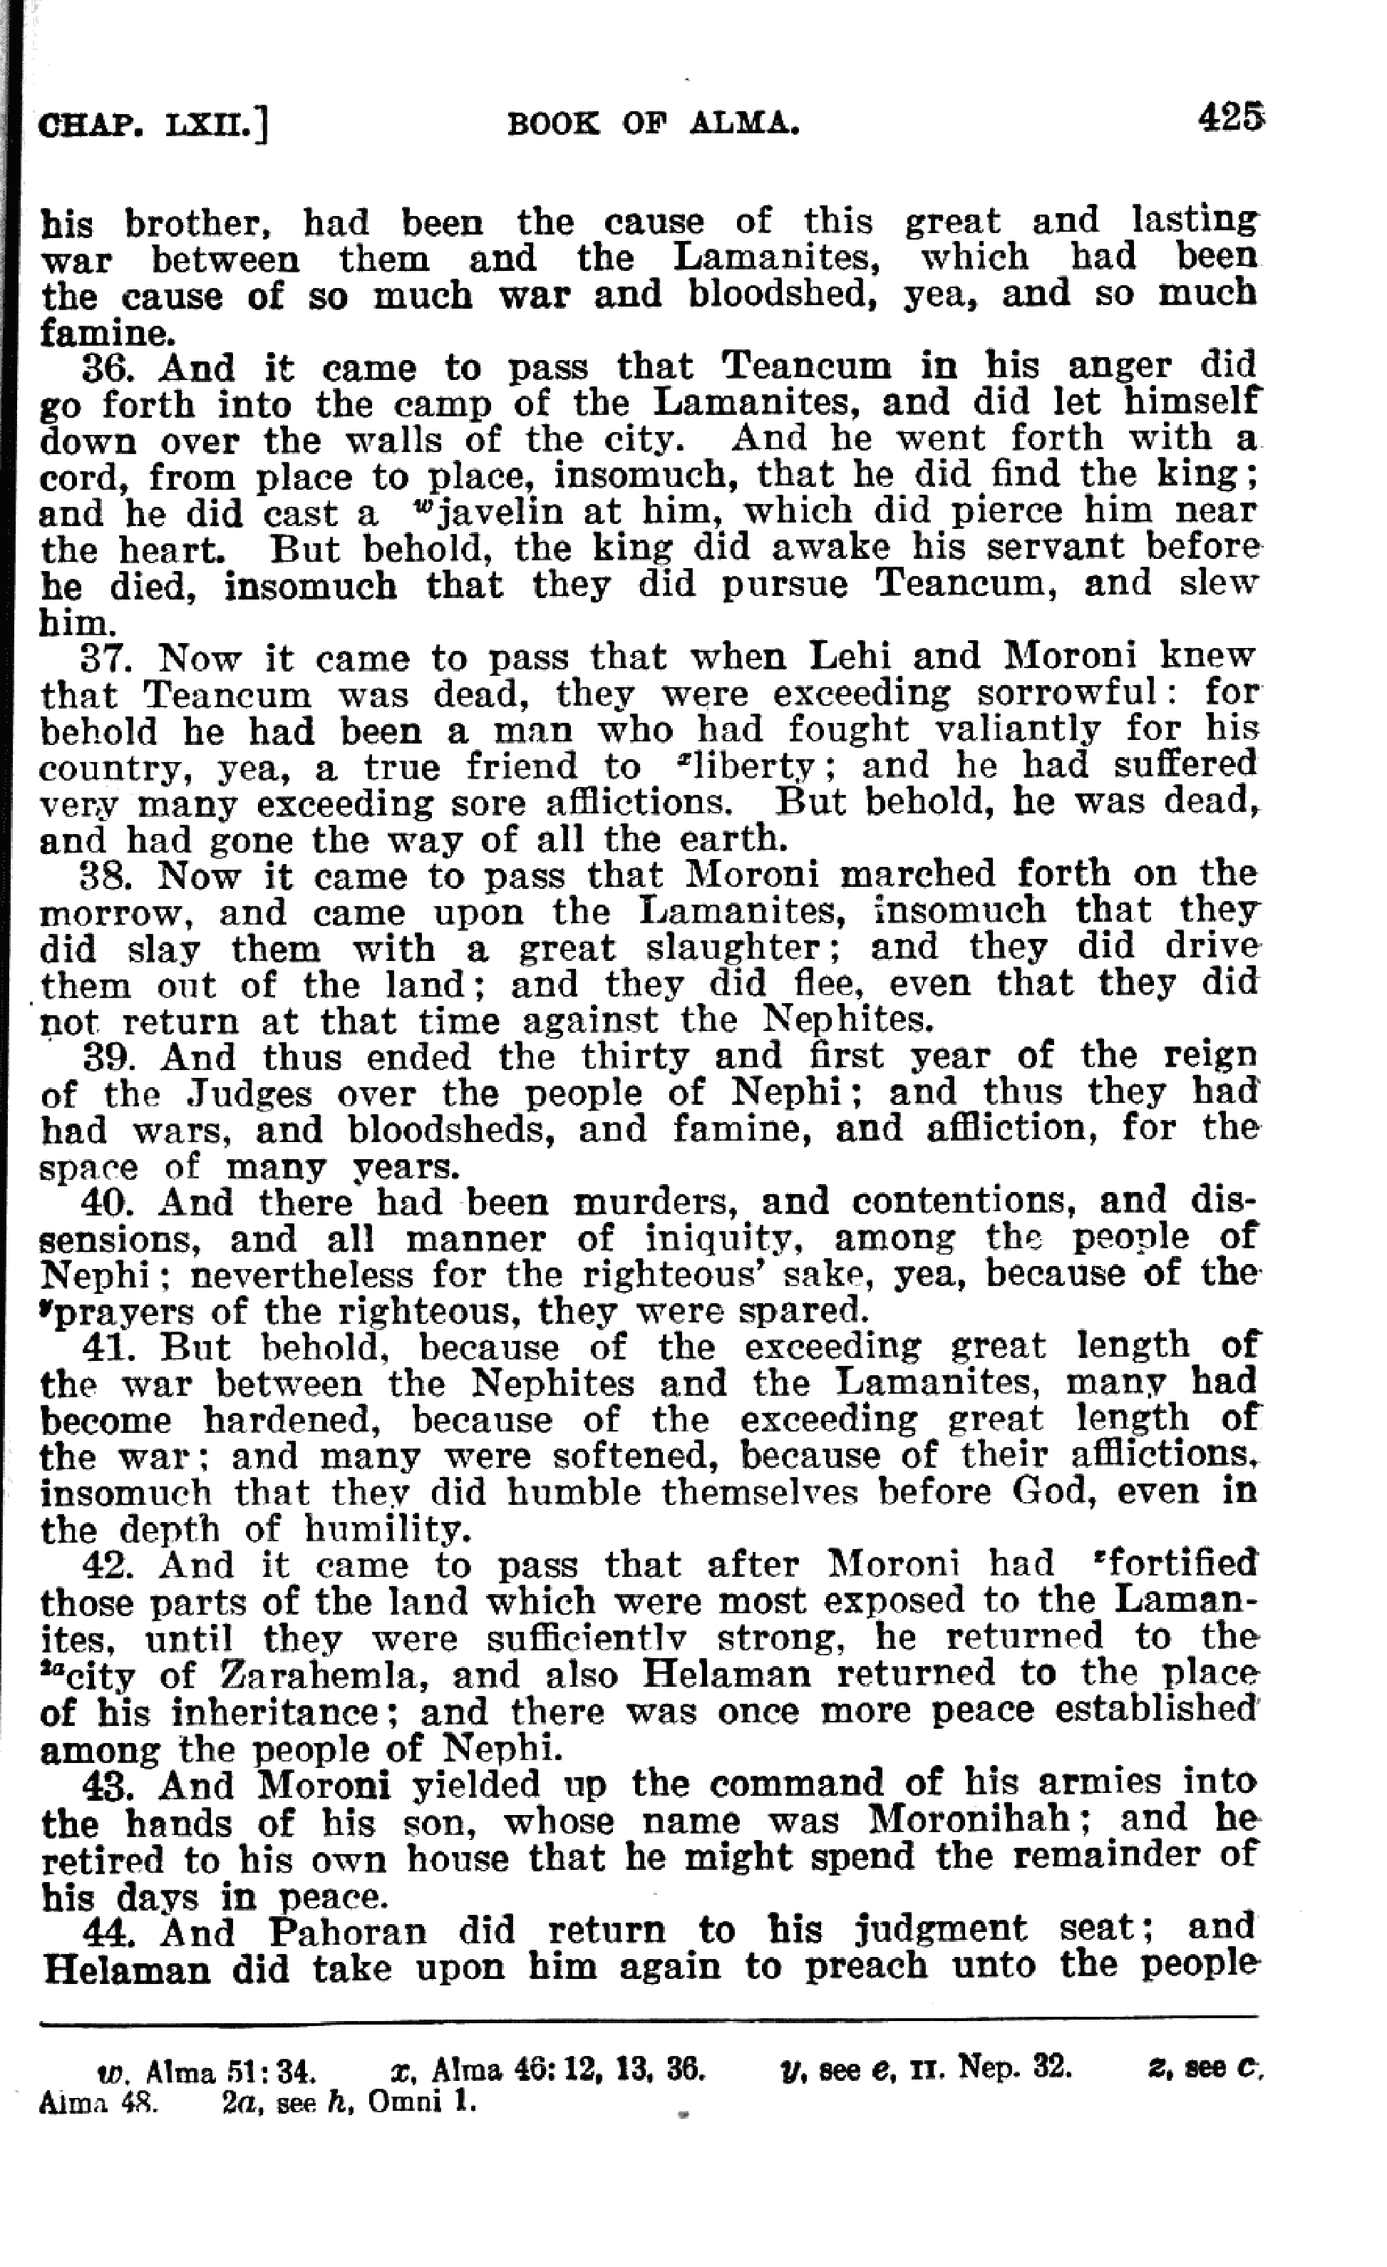 CHAP. LXII.] BOOK OF ALMA. 425
his brother, had been the cause of this great and lasting
war between them and the Lamanites, which had been
the cause of so much war and bloodshed, yea, and so much
famine.
36. And it came to pass that Teancum in his anger did
go forth into the camp of the Lamanites, and did let himself
down over the walls of the city. And he went forth with a
cord, from place to place, insomuch, that he did find the king;
and he did cast a wjavelin at him, which did pierce him near
the heart. But behold, the king did awake his servant before
he died, insomuch that they did pursue Teancum, and slew
him.
37. Now it came to pass that when Lehi and Moroni knew
that Teancum was dead, they were exceeding sorrowful: for
behold he had been a man who had fought valiantly for his
country, yea, a true friend to xliberty; and he had suffered
very many exceeding sore afflictions. But behold, he was dead,
and had gone the way of all the earth.
38. Now it came to pass that Moroni marched forth on the
morrow, and came upon the Lamanites, insomuch that they
did slay them with a great slaughter; and they did drive
them out of the land; and they did flee, even that they did
not return at that time against the Nephites.
39. And thus ended the thirty and first year of the reign
of the Judges over the people of Nephi; and thus they had
had wars, and bloodsheds, and famine, and affliction, for the
space of many years.
40. And there had been murders, and contentions, and dis-
sensions, and all manner of iniquity, among the people of
Nephi; nevertheless for the righteous' sake, yea, because of the
yprayers of the righteous, they were spared.
41. But behold, because of the exceeding great length of
the war between the Nephites and the Lamanites, many had
become hardened, because of the exceeding great length of
the war; and many were softened, because of their afflictions,
insomuch that they did humble themselves before God, even in
the depth of humility.
42. And it came to pass that after Moroni had zfortified
those parts of the land which were most exposed to the Laman-
ites, until they were sufficiently strong, he returned to the
2acity of Zarahemla, and also Helaman returned to the place
of his inheritance; and there was once more peace established
among the people of Nephi.
43. And Moroni yielded up the command of his armies into
the hands of his son, whose name was Moronihah; and he
retired to his own house that he might spend the remainder of
his days in peace.
44. And Pahoran did return to his judgment seat; and
Helaman did take upon him again to preach unto the people
w. Alma 51:34. x, Alma 46:12, 13, 36. y, see e, II. Nep. 32. z, see c,
Alma 48. 2a, see h, Omni 1.